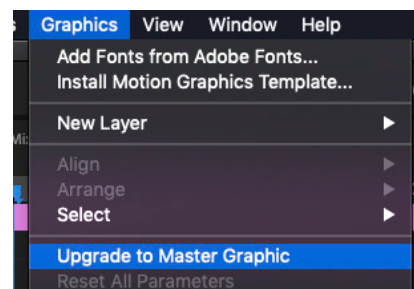 Graphics View Window Help
Add Fonts from Adobe Fonts...
Install Motion Graphics Template...
New Layer
Align
Arrange
Select
Upgrade to Master Graphic
Reset All Parameters